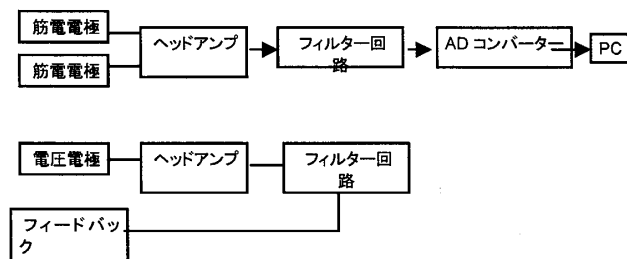 筋電電極
筋電電極
ヘッドアンプ
フィルター回
路
AD コンバーター
PC
電圧電極
ヘッドアンプ
フィルター回
路
フィードバッ
ク